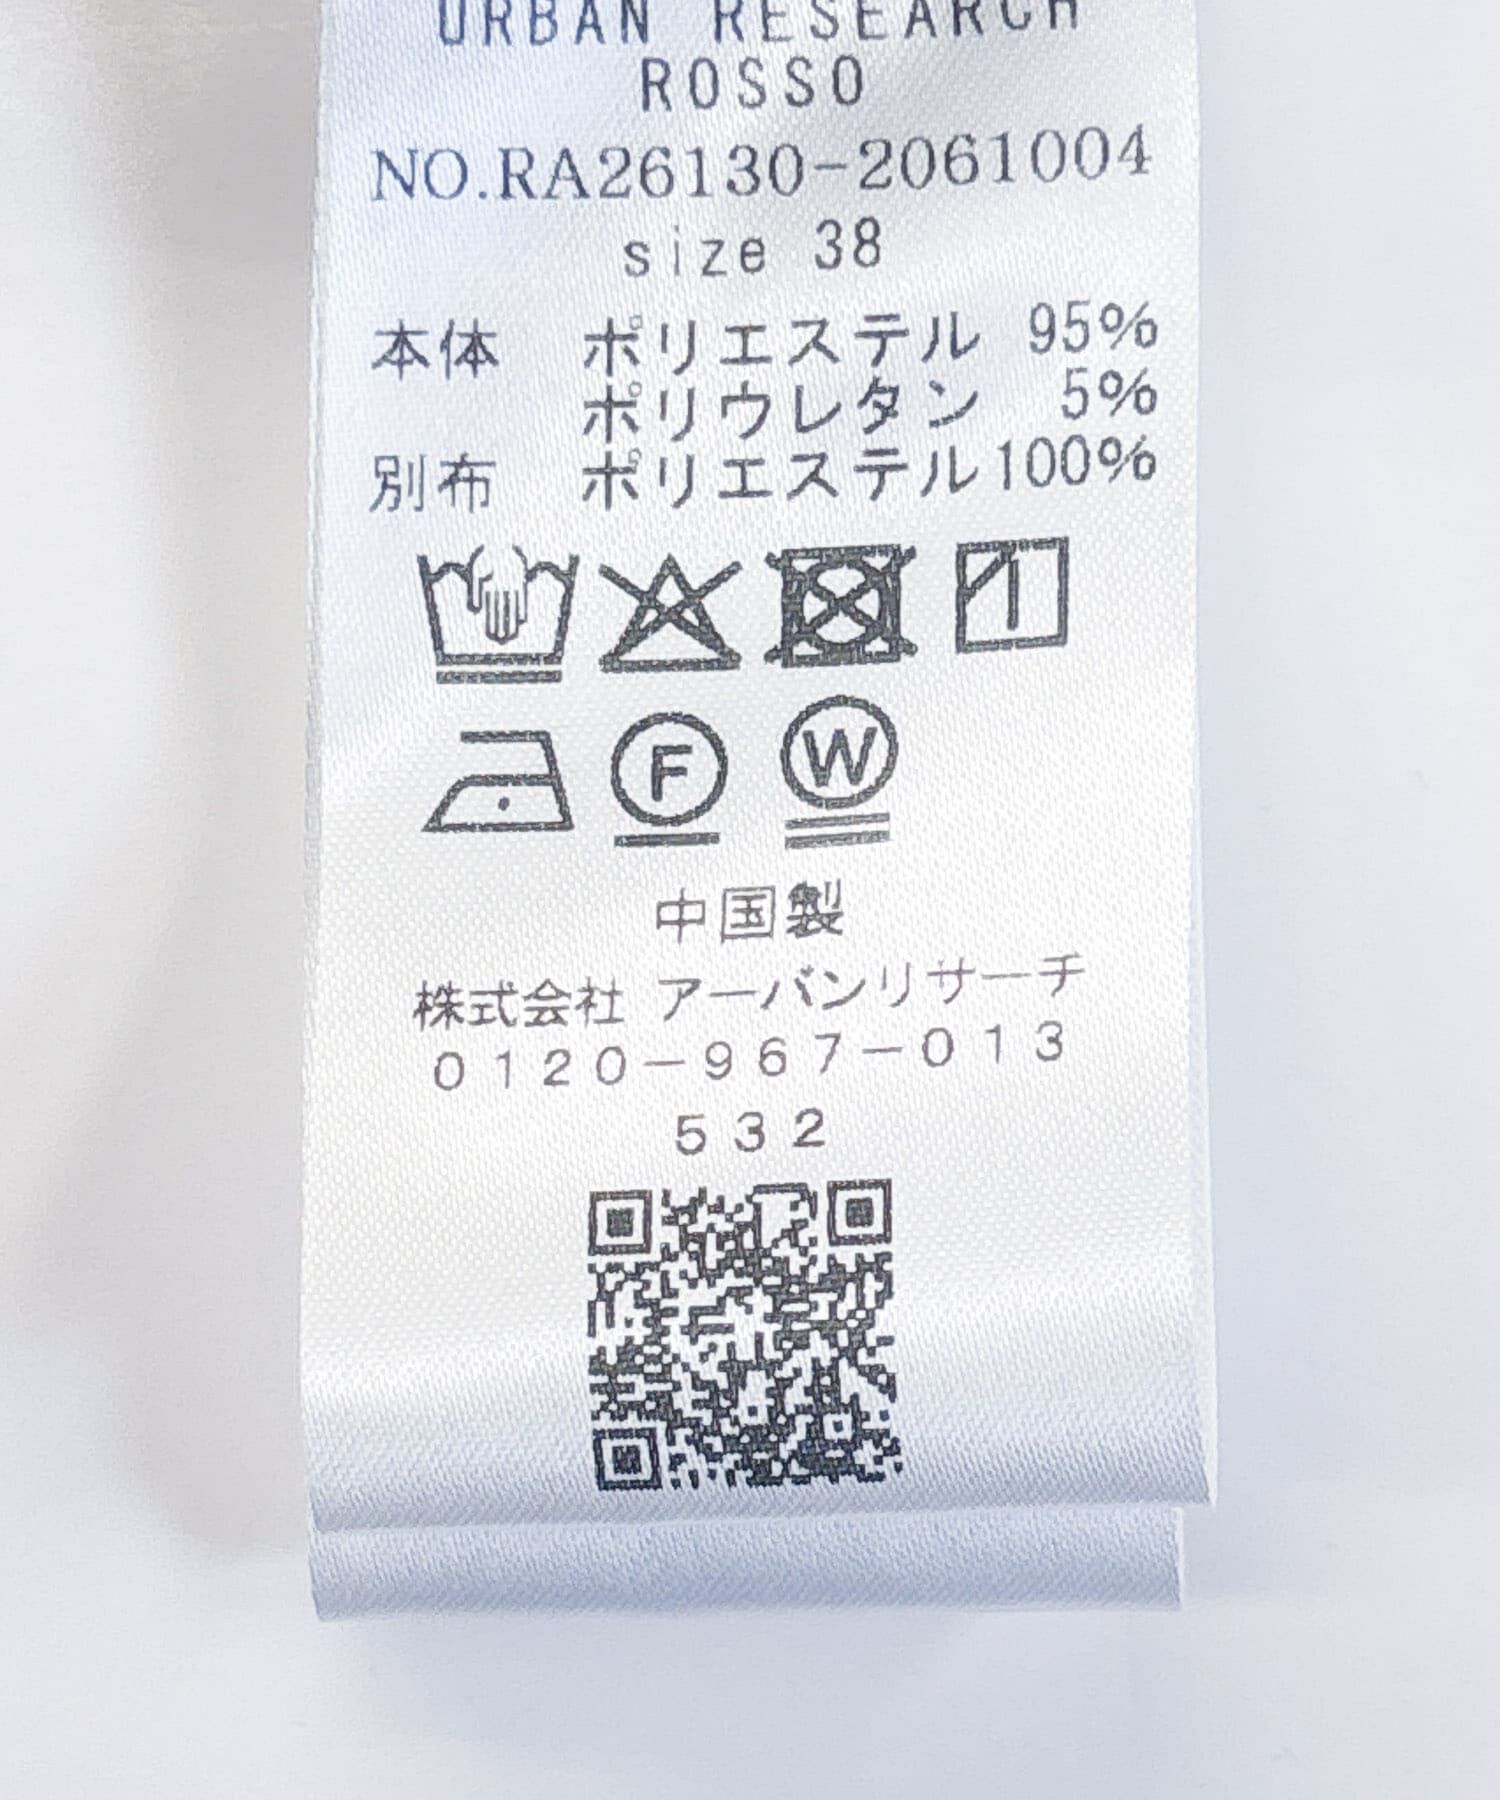 URBAN RESEARCH
ROSSO
NO.RA26130-2061004
size 38
本体 ポリエステル 95%
ポリウレタン 5%
別布 ポリエステル100%
F W
中国製
株式会社 アーバンリサーチ
0120-967-013
532